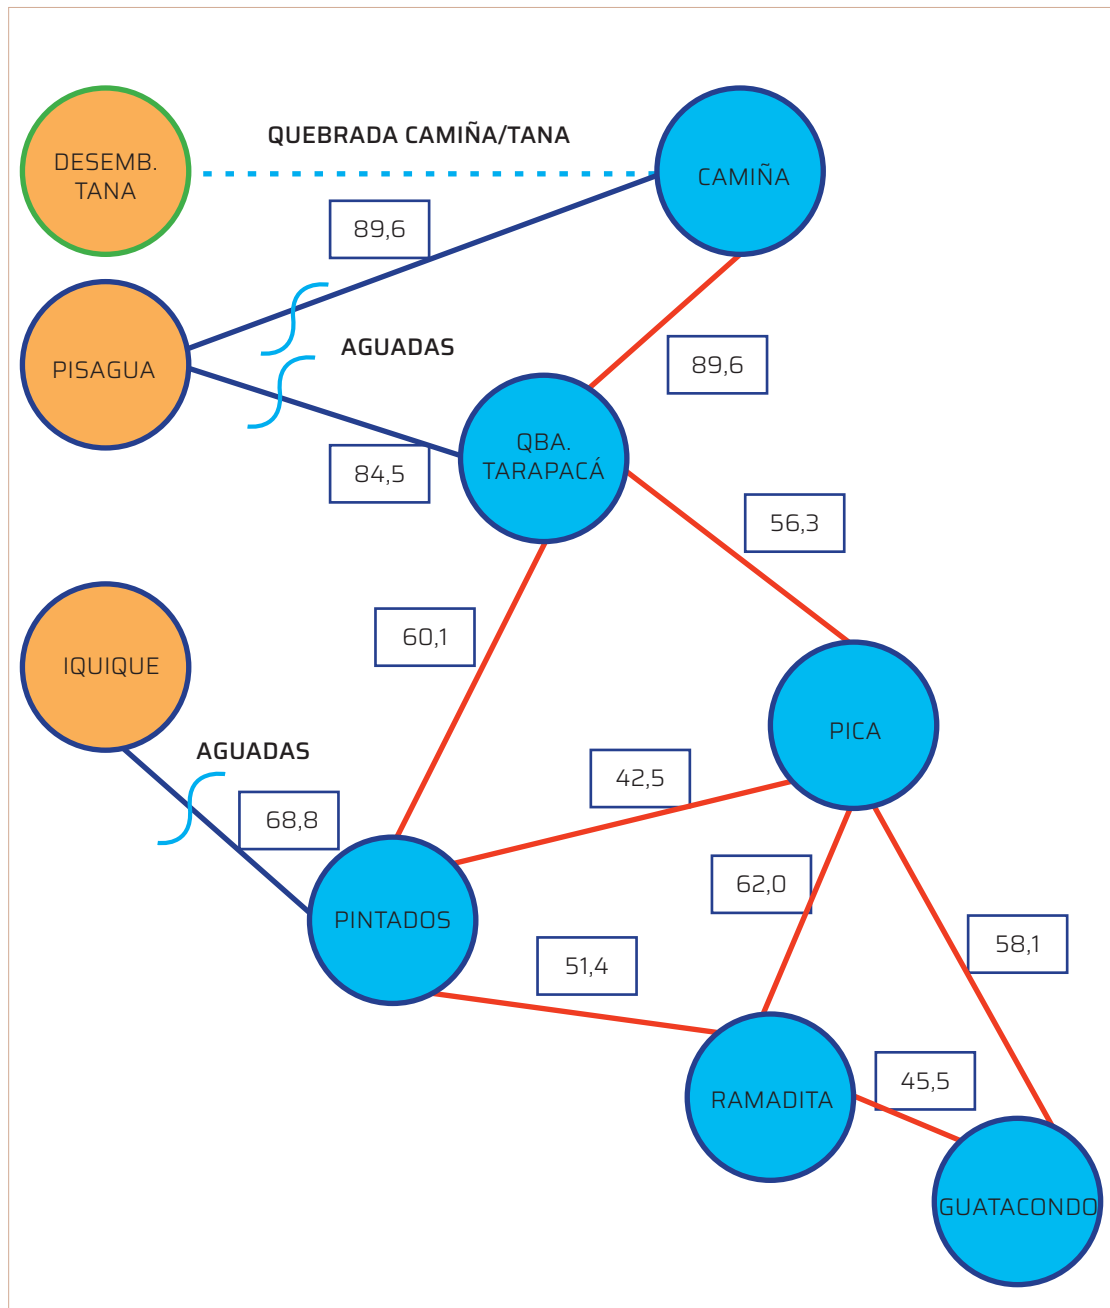 QUEBRADA CAMIÑA/TANA
DESEMB.
TANA
CAMIÑA
89,6
AGUADAS
PISAGUA
89,6
QBA.
TARAPACÁ
84,5
56,3
60,1
IQUIQUE
PICA
AGUADAS
42,5
68,8
62,0
PINTADOS
58,1
51,4
45,5
RAMADITA
GUATACONDO